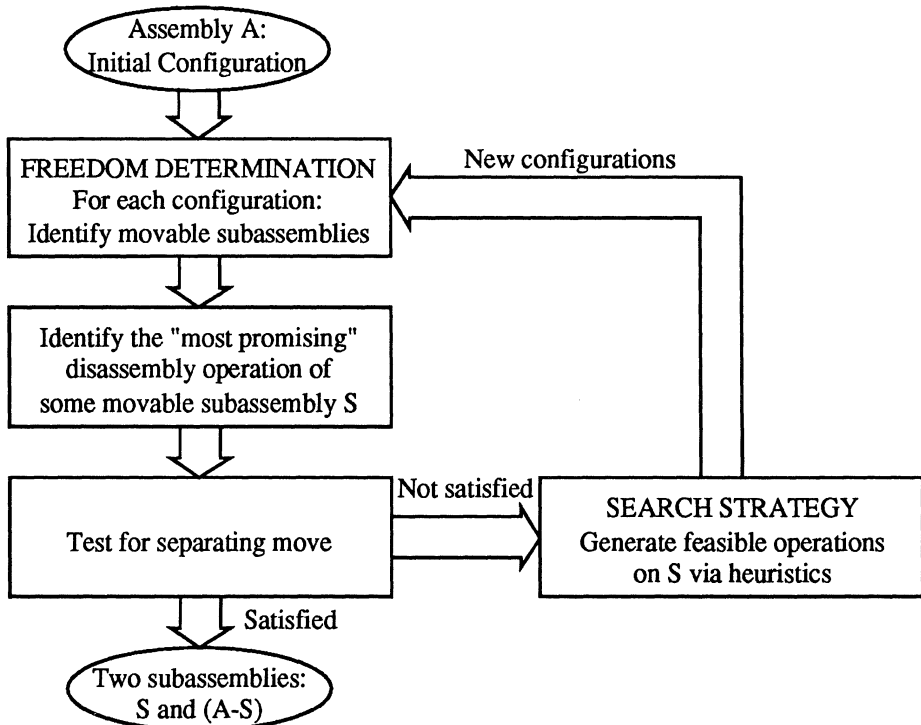 Assembly A:
Initial Configuration
FREEDOM DETERMINATION
For each configuration:
Identify movable subassemblies
New configurations
Identify the "most promising"
disassembly operation of
some movable subassembly S
Test for separating move
Not satisfied
SEARCH STRATEGY
Generate feasible operations
on S via heuristics
Satisfied
Two subassemblies:
S and (A-S)